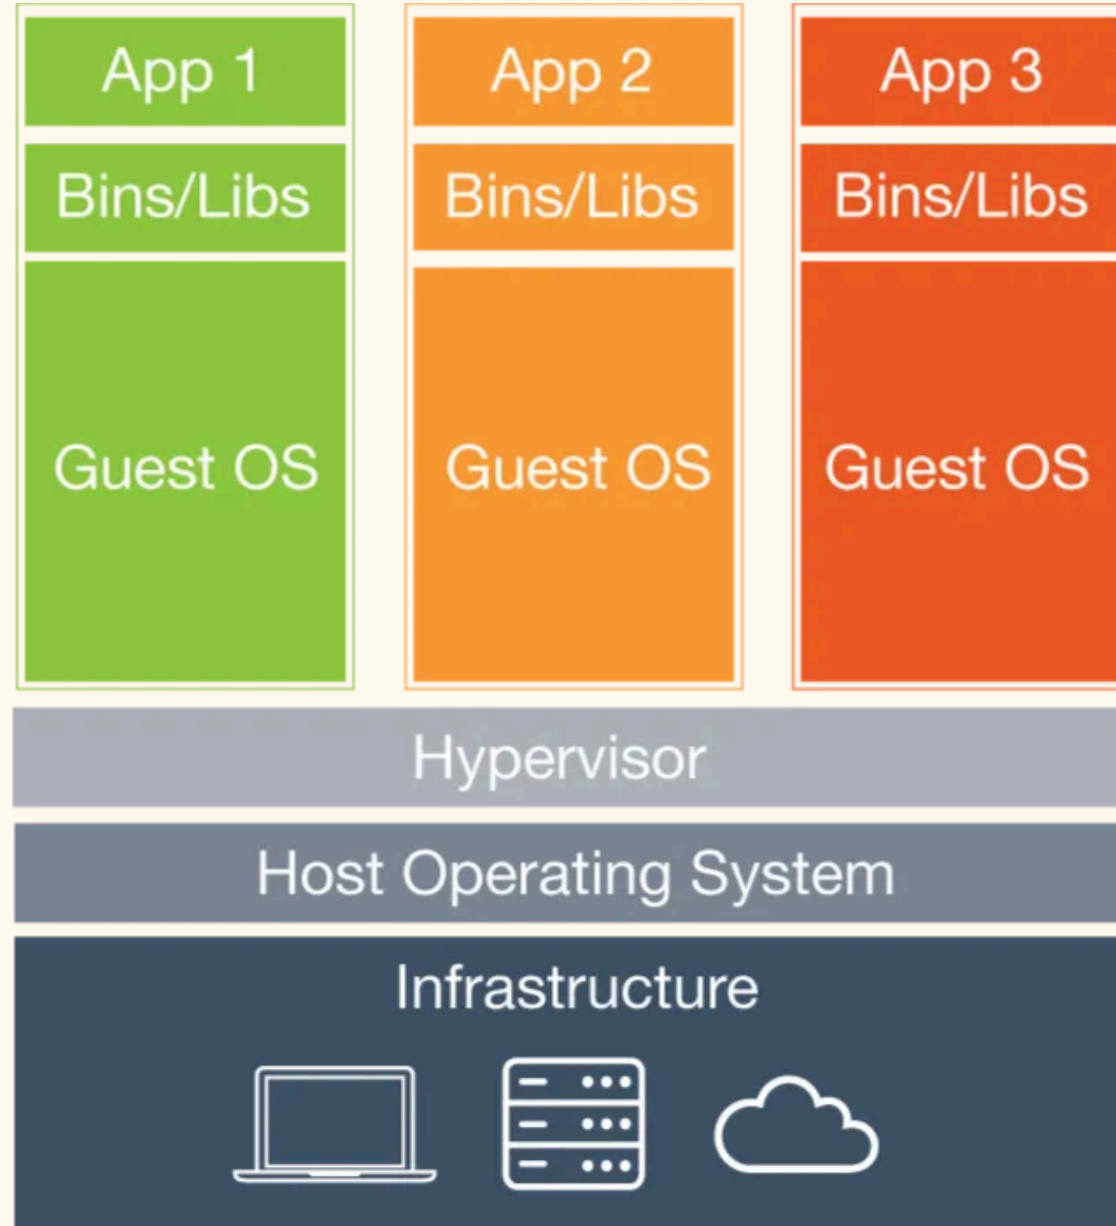 App 1
App 2
App 3
Bins/Libs
Bins/Libs
Bins/Libs
Guest OS
Guest OS
Guest OS
Hypervisor
Host Operating System
Infrastructure